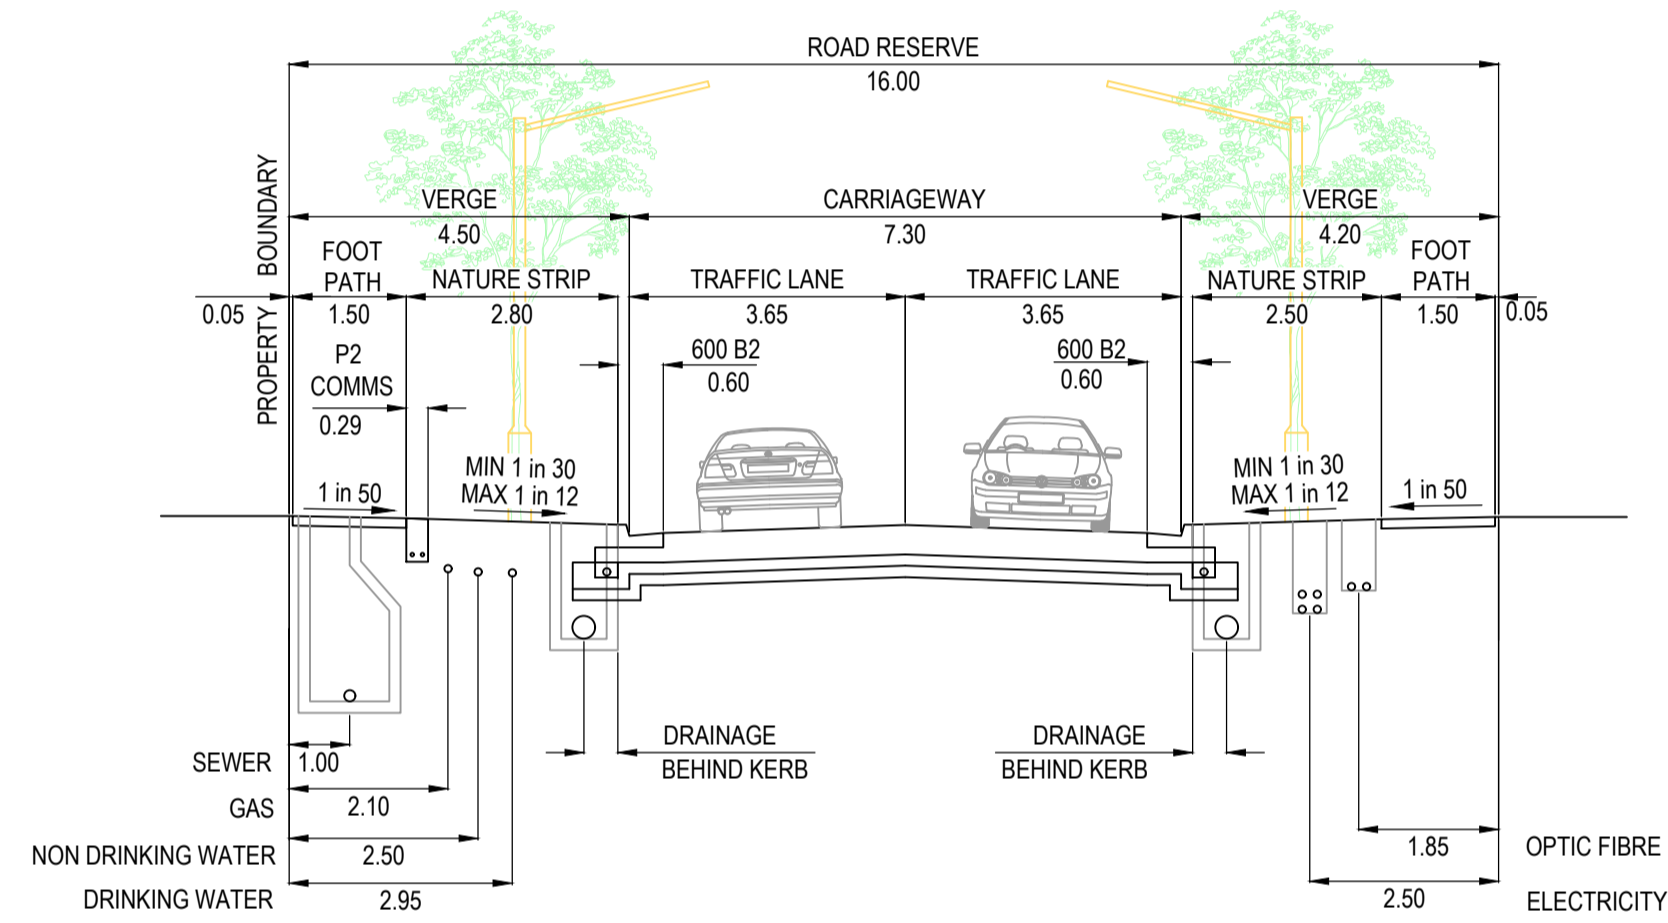 ROAD RESERVE
16.00
VERGE
4.50
CARRIAGEWAY
7.30
VERGE
4.20
PROPERTY BOUNDARY
0.05
FOOT
PATH
1.50
NATURE STRIP
2.80
TRAFFIC LANE
3.65
TRAFFIC LANE
3.65
NATURE STRIP
2.50
FOOT
PATH
1.50
0.05
P2
COMMS
0.29
600 B2
0.60
600 B2
0.60
1 in 50
MIN 1 in 30
MAX 1 in 12
MIN 1 in 30
MAX 1 in 12
1 in 50
DRAINAGE
BEHIND KERB
DRAINAGE
BEHIND KERB
SEWER 1.00
GAS 2.10
NON DRINKING WATER 2.50
DRINKING WATER 2.95
1.85 OPTIC FIBRE
2.50 ELECTRICITY